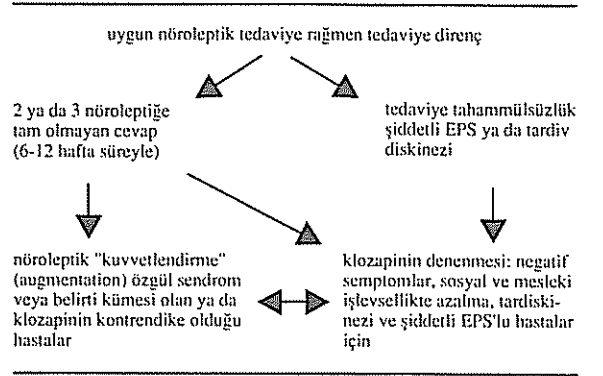 uygun nöroleptik tedaviye rağmen tedaviye direnç
2 ya da 3 nöroleptiğe
tam olmayan cevap
(6-12 hafta süreyle)
tedaviye tahammülsüzlük
şiddetli EPS ya da tardiv
diskinezi
nöroleptik "kuvvetlendirme"
(augmentation) özgül sendrom
veya belirti kümesi olan ya da
klozapinin kontrendike olduğu
hastalar
klozapinin denenmesi: negatif
semptomlar, sosyal ve mesleki
işlevsellikte azalma, tardiski-
nezi ve şiddetli EPS'lu hastalar
için